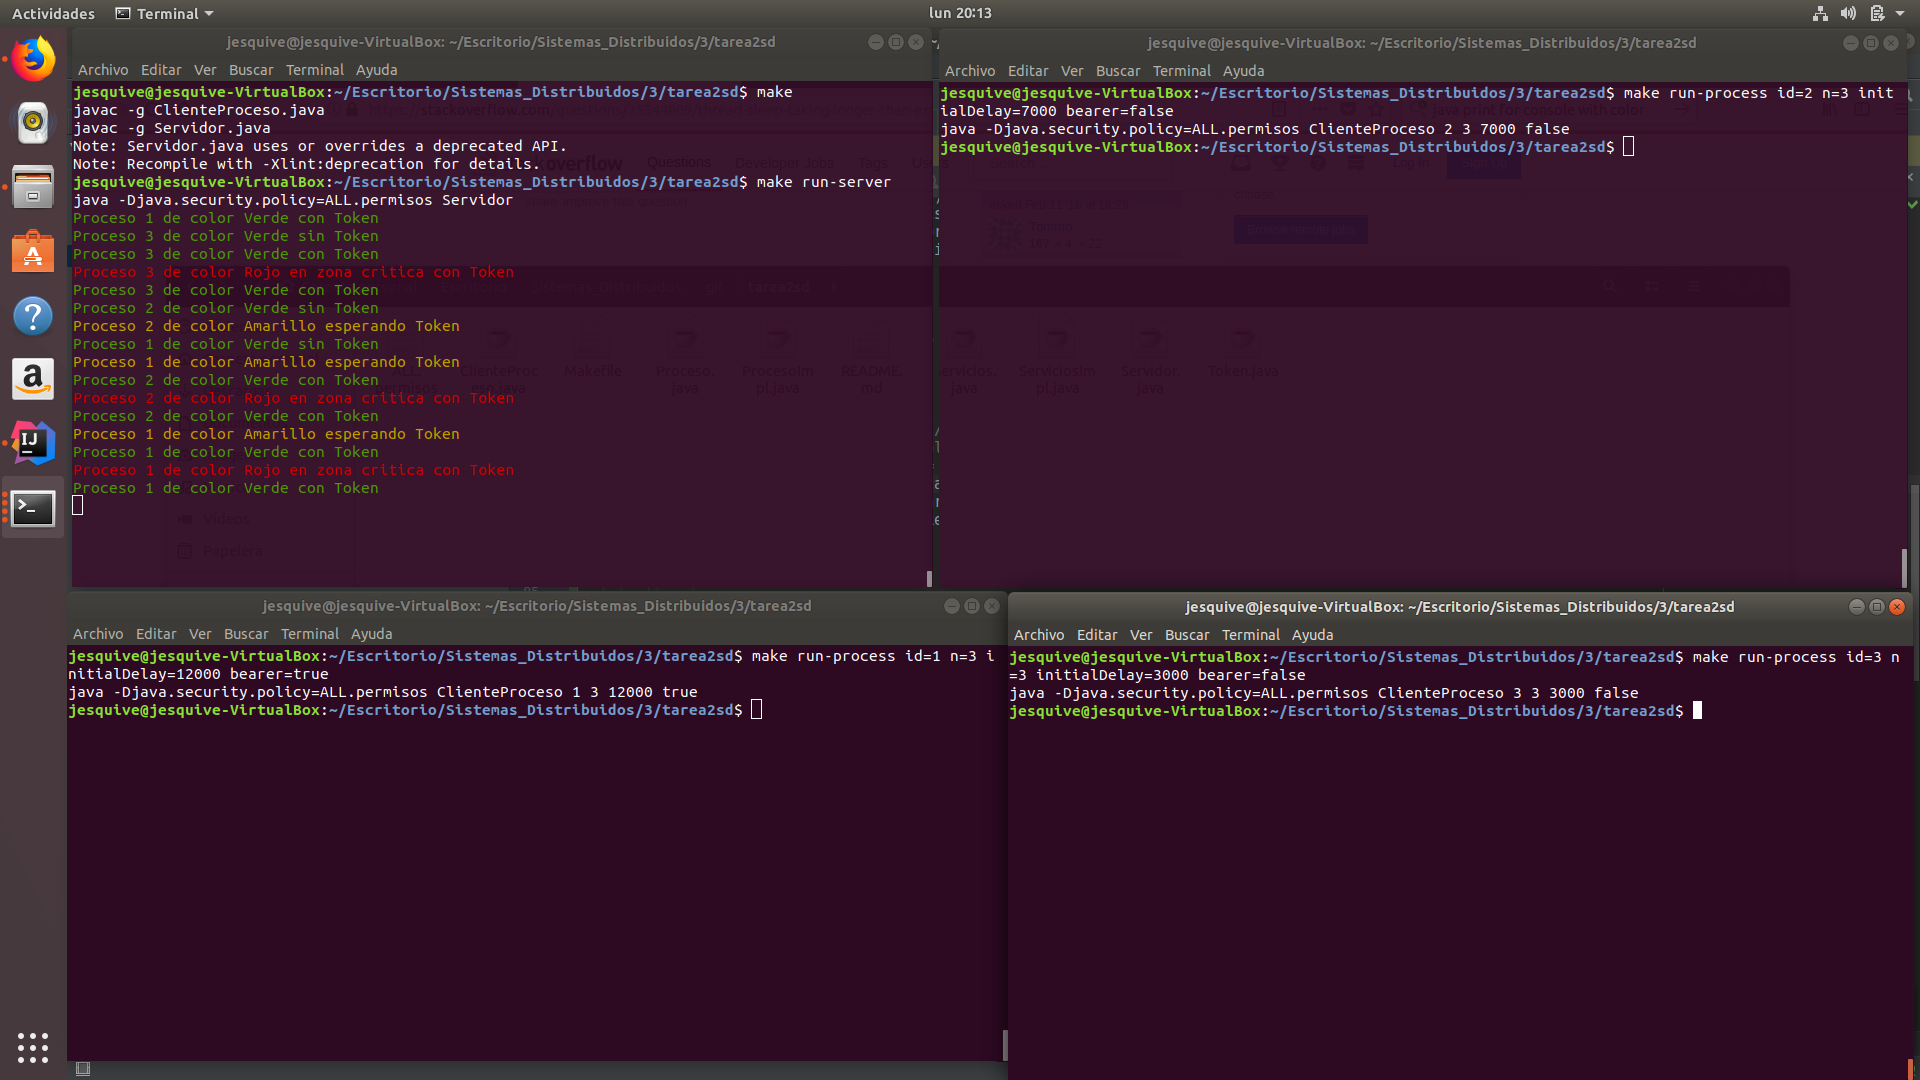 Actividades
Terminal
lun 20:13
jesquive@jesquive-VirtualBox: ~/Escritorio/Sistemas_Distribuidos/3/tarea2sd
Archivo Editar Ver Buscar Terminal Ayuda
jesquive@jesquive-VirtualBox:~/Escritorio/Sistemas_Distribuidos/3/tarea2sd$ make
javac -g ClienteProceso.java
javac -g Servidor.java
Note: Servidor.java uses or overrides a deprecated API.
Note: Recompile with -Xlint:deprecation for details.
jesquive@jesquive-VirtualBox:~/Escritorio/Sistemas_Distribuidos/3/tarea2sd$ make run-server
java -Djava.security.policy=ALL.permisos Servidor
Proceso 1 de color Verde con Token
Proceso 3 de color Verde sin Token
Proceso 3 de color Verde con Token
Proceso 3 de color Rojo en zona critica con Token
Proceso 3 de color Verde con Token
Proceso 2 de color Verde sin Token
Proceso 2 de color Amarillo esperando Token
Proceso 1 de color Verde sin Token
Proceso 1 de color Amarillo esperando Token
Proceso 2 de color Verde con Token
Proceso 2 de color Rojo en zona critica con Token
Proceso 2 de color Verde con Token
Proceso 1 de color Amarillo esperando Token
Proceso 1 de color Verde con Token
Proceso 1 de color Rojo en zona critica con Token
Proceso 1 de color Verde con Token
Vídeos
Papelera
jesquive@jesquive-VirtualBox: ~/Escritorio/Sistemas_Distribuidos/3/tarea2sd
Archivo Editar Ver Buscar Terminal Ayuda
jesquive@jesquive-VirtualBox:~/Escritorio/Sistemas_Distribuidos/3/tarea2sd$ make run-process id=2 n=3 init
ialDelay=7000 bearer=false
java -Djava.security.policy=ALL.permisos ClienteProceso 2 3 7000 false
jesquive@jesquive-VirtualBox:~/Escritorio/Sistemas_Distribuidos/3/tarea2sd$
jesquive@jesquive-VirtualBox: ~/Escritorio/Sistemas_Distribuidos/3/tarea2sd
Archivo Editar Ver Buscar Terminal Ayuda
jesquive@jesquive-VirtualBox:~/Escritorio/Sistemas_Distribuidos/3/tarea2sd$ make run-process id=1 n=3 i
nitialDelay=12000 bearer=true
java -Djava.security.policy=ALL.permisos ClienteProceso 1 3 12000 true
jesquive@jesquive-VirtualBox:~/Escritorio/Sistemas_Distribuidos/3/tarea2sd$
jesquive@jesquive-VirtualBox: ~/Escritorio/Sistemas_Distribuidos/3/tarea2sd
Archivo Editar Ver Buscar Terminal Ayuda
jesquive@jesquive-VirtualBox:~/Escritorio/Sistemas_Distribuidos/3/tarea2sd$ make run-process id=3 n
=3 initialDelay=3000 bearer=false
java -Djava.security.policy=ALL.permisos ClienteProceso 3 3 3000 false
jesquive@jesquive-VirtualBox:~/Escritorio/Sistemas_Distribuidos/3/tarea2sd$